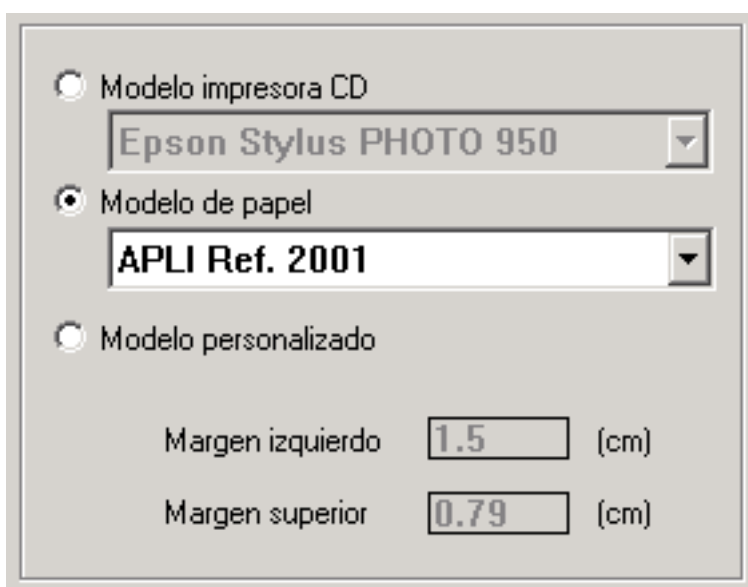 Modelo impresora CD
Epson Stylus PHOTO 950
Modelo de papel
APLI Ref. 2001
Modelo personalizado
Margen izquierdo 1.5 (cm)
Margen superior 0.79 (cm)